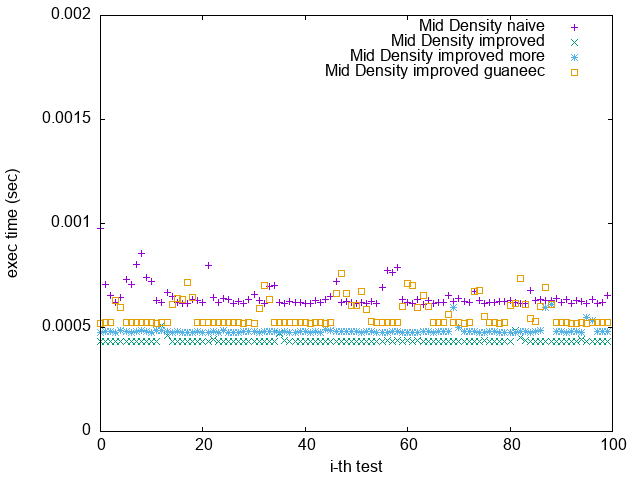 0.002
Mid Density naive
Mid Density improved
Mid Density improved more
Mid Density improved guaneec
0.0015
0.001
0.0005
0
exec time (sec)
0 20 40 60 80 100
i-th test